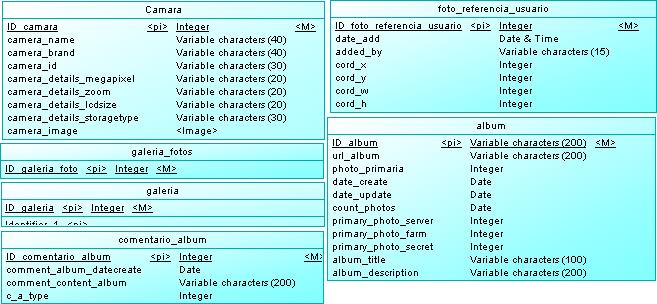 Camara
ID_camara <pi> Integer <M>
camera_name Variable characters (40)
camera_brand Variable characters (40)
camera_id Variable characters (30)
camera_details_megapixel Variable characters (20)
camera_details_zoom Variable characters (20)
camera_details_lcdsize Variable characters (20)
camera_details_storagetype Variable characters (30)
camera_image <Image>
galeria_fotos
ID_galeria_foto <pi> Integer <M>
galeria
ID_galeria <pi> Integer <M>
Identifier_1 <pi>
comentario_album
ID_comentario_album <pi> Integer <M>
comment_album_datecreate Date
comment_content_album Variable characters (200)
c_a_type Integer
foto_referencia_usuario
ID_foto_referencia_usuario <pi> Integer <M>
date_add Date & Time
added_by Variable characters (15)
cord_x Integer
cord_y Integer
cord_w Integer
cord_h Integer
album
ID_album <pi> Variable characters (200) <M>
url_album Variable characters (200)
photo_primaria Integer
date_create Date
date_update Date
count_photos Date
primary_photo_server Integer
primary_photo_farm Integer
primary_photo_secret Integer
album_title Variable characters (100)
album_description Variable characters (200)